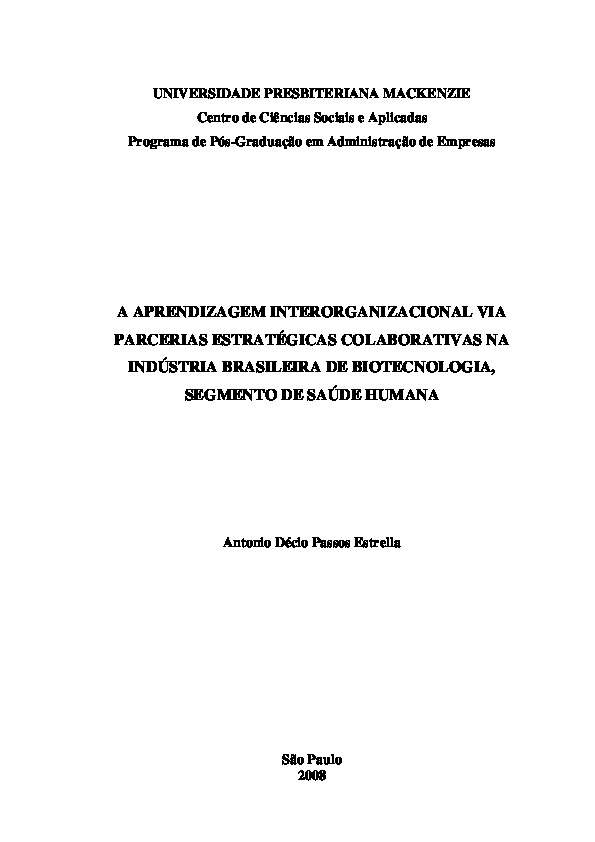 UNIVERSIDADE PRESBITERIANA MACKENZIE
Centro de Ciências Sociais e Aplicadas
Programa de Pós-Graduação em Administração de Empresas
A APRENDIZAGEM INTERORGANIZACIONAL VIA
PARCERIAS ESTRATÉGICAS COLABORATIVAS NA
INDÚSTRIA BRASILEIRA DE BIOTECNOLOGIA,
SEGMENTO DE SAÚDE HUMANA
Antonio Décio Passos Estrella
São Paulo
2008